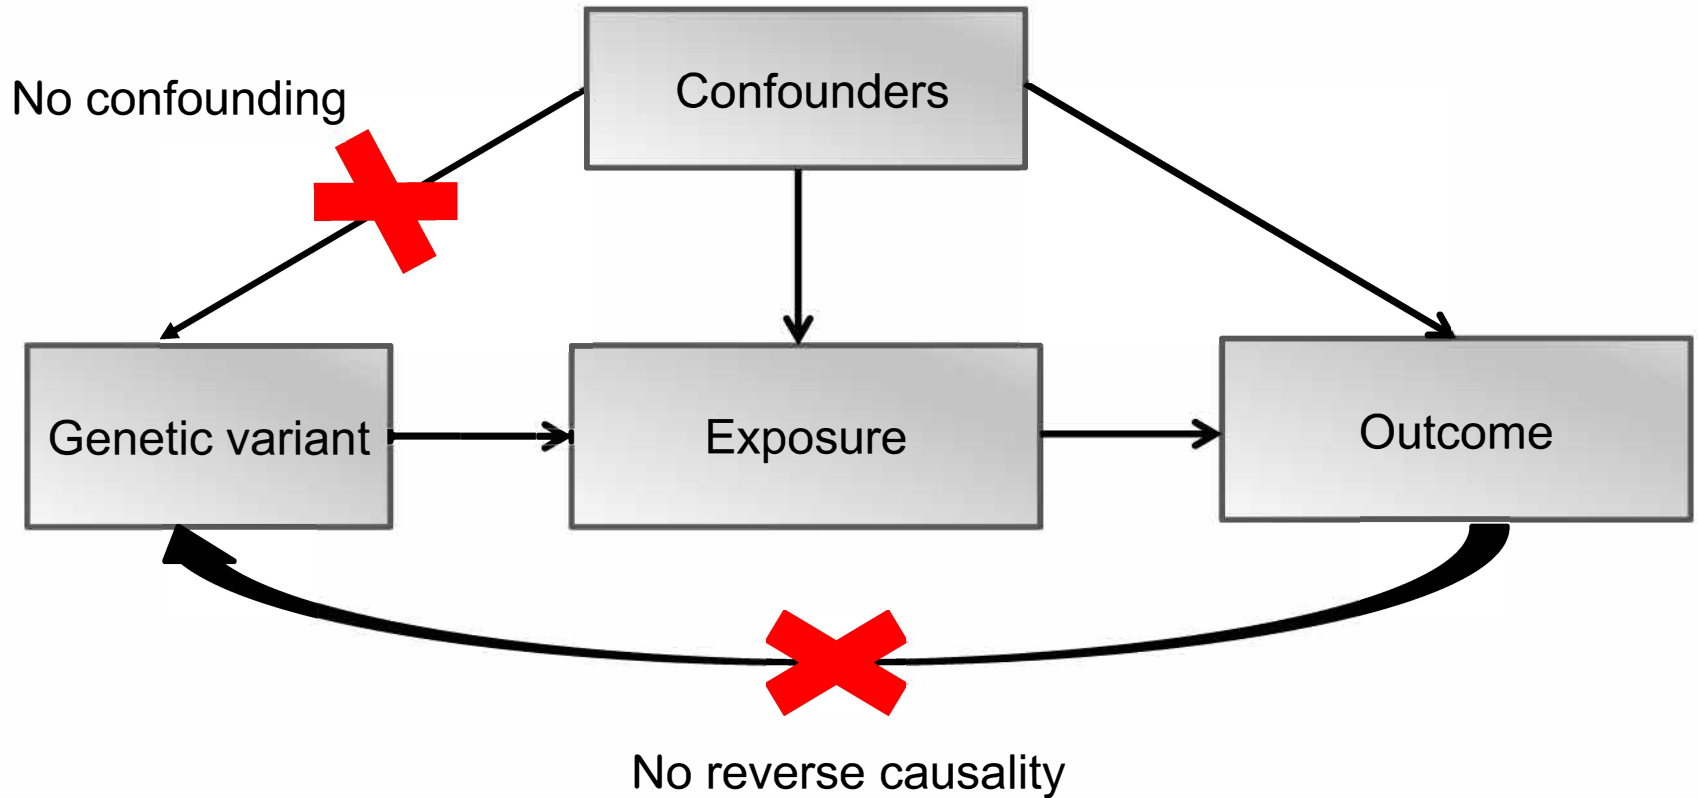 Confounders
No confounding
Genetic variant
Exposure
Outcome
No reverse causality